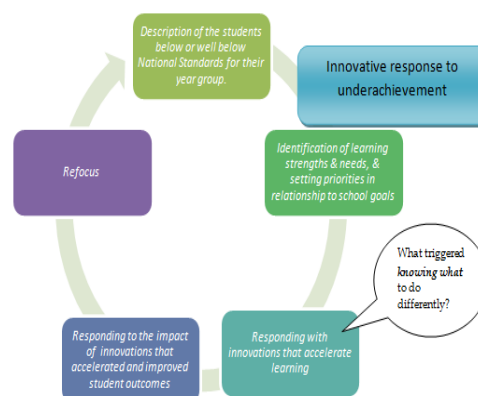 Description of the students
below or well below
National Standards for their
year group.
Innovative response to
underachievement
Identification of learning
strengths & needs, &
setting priorities in
relationship to school goals
What triggered
knowing what
to do
differently?
Responding with
innovations that accelerate
learning
Responding to the impact
of innovations that
accelerated and improved
student outcomes
Refocus